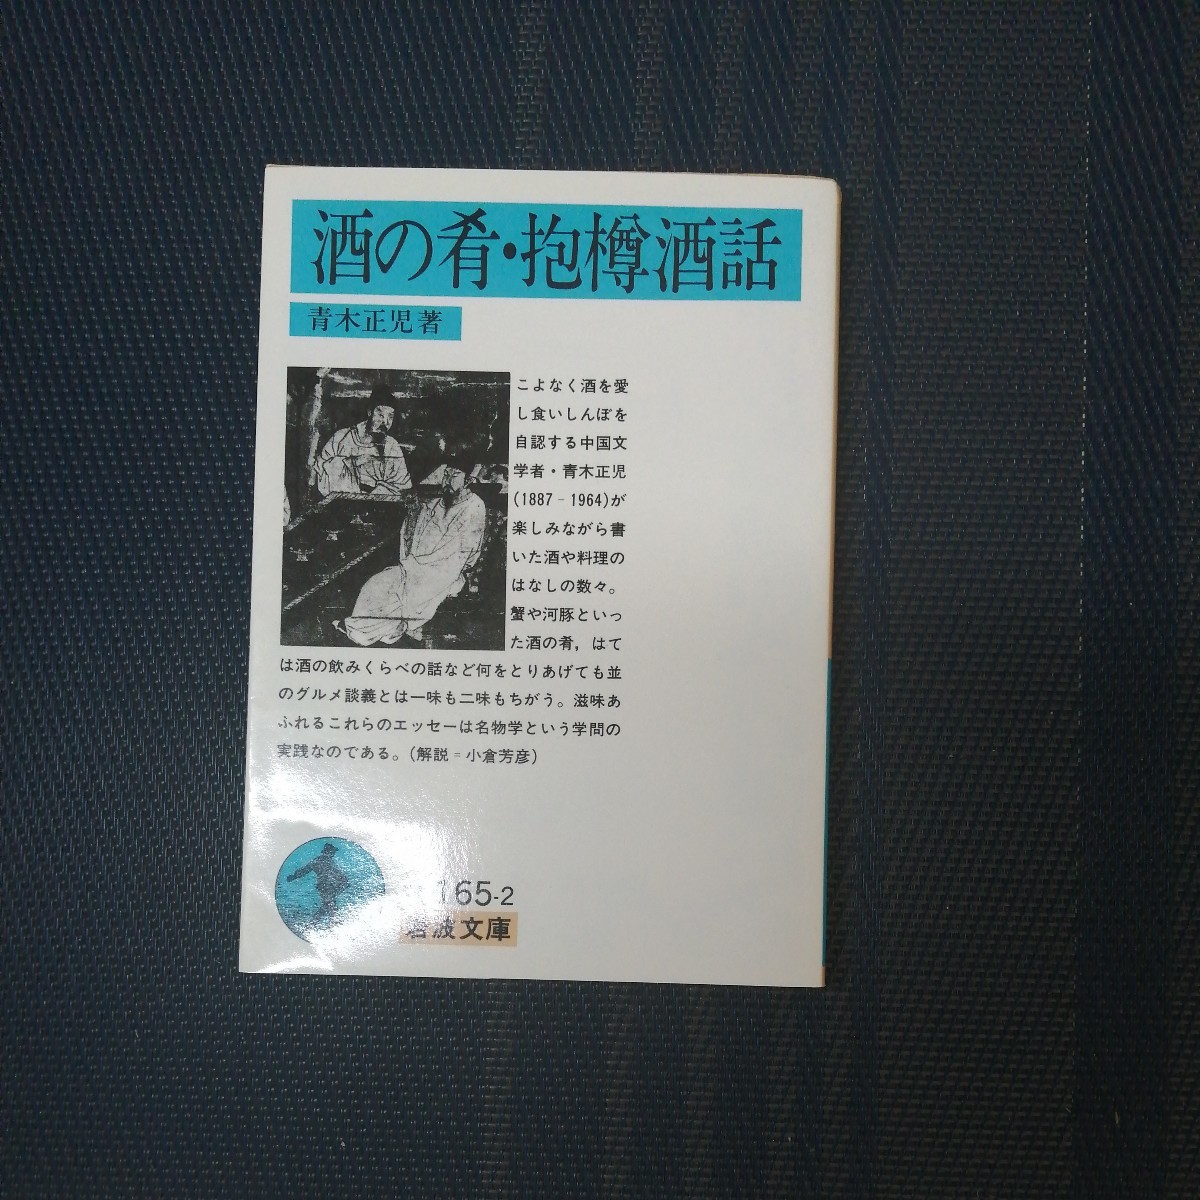 酒の肴・抱樽酒話
青木正児著
こよなく酒を愛
し食いしんぼを
自認する中国文
学者・青木正児
(1887‐1964)が
楽しみながら書
いた酒や料理の
はなしの数々。
蟹や河豚といっ
た酒の肴，はて
は酒の飲みくらべの話など何をとりあげても並
のグルメ談義とは一味も二味もちがう。滋味あ
ふれるこれらのエッセーは名物学という学問の
実践なのである。(解説＝小倉芳彦)
165-2
岩波文庫